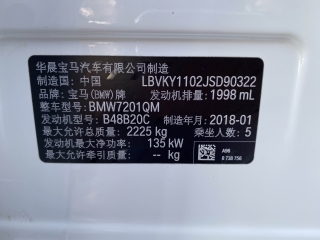 华晨宝马汽车有限公司制造
制造国：中国 LBVKY1102JSD90322
品牌：宝马(BMW)牌 发动机排量：1998 mL
整车型号：BMW7201QM
发动机型号：B48B20C 制造年月：2018-01
最大允许总质量：2225 kg 乘坐人数：5
发动机最大净功率：135 kW A96
最大允许牵引质量：-- kg 8 738 756